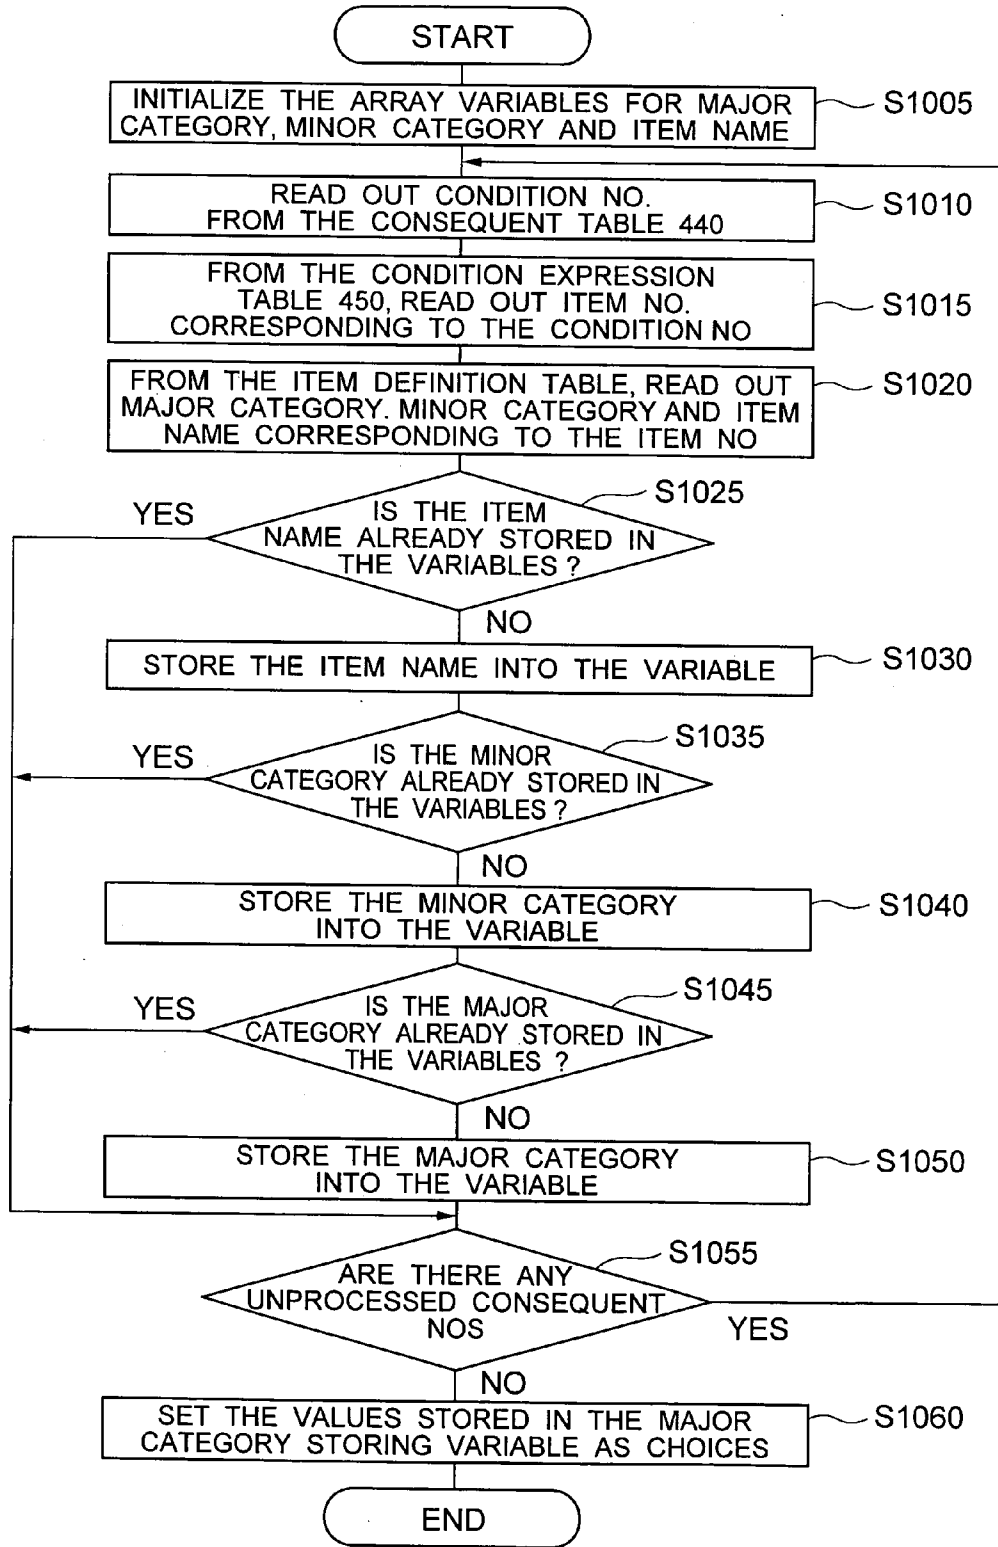 START
INITIALIZE THE ARRAY VARIABLES FOR MAJOR
CATEGORY, MINOR CATEGORY AND ITEM NAME
S1005
READ OUT CONDITION NO.
FROM THE CONSEQUENT TABLE 440
S1010
FROM THE CONDITION EXPRESSION
TABLE 450, READ OUT ITEM NO.
CORRESPONDING TO THE CONDITION NO
S1015
FROM THE ITEM DEFINITION TABLE, READ OUT
MAJOR CATEGORY. MINOR CATEGORY AND ITEM
NAME CORRESPONDING TO THE ITEM NO
S1020
S1025
YES
IS THE ITEM
NAME ALREADY STORED IN
THE VARIABLES ?
NO
STORE THE ITEM NAME INTO THE VARIABLE
S1030
S1035
YES
IS THE MINOR
CATEGORY ALREADY STORED IN
THE VARIABLES ?
NO
STORE THE MINOR CATEGORY
INTO THE VARIABLE
S1040
S1045
YES
IS THE MAJOR
CATEGORY ALREADY STORED IN
THE VARIABLES ?
NO
STORE THE MAJOR CATEGORY
INTO THE VARIABLE
S1050
S1055
ARE THERE ANY
UNPROCESSED CONSEQUENT
NOS
YES
NO
SET THE VALUES STORED IN THE MAJOR
CATEGORY STORING VARIABLE AS CHOICES
S1060
END